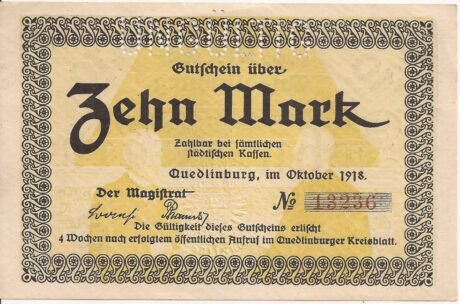 Gutschein über
Zehn Mark
Zahlbar bei sämtlichen
städtischen Kassen.
Quedlinburg, im Oktober 1918.
Der Magistrat
№ 13236
Die Gültigkeit dieses Gutscheins erlischt
4 Wochen nach erfolgtem öffentlichen Aufruf im Quedlinburger Kreisblatt.